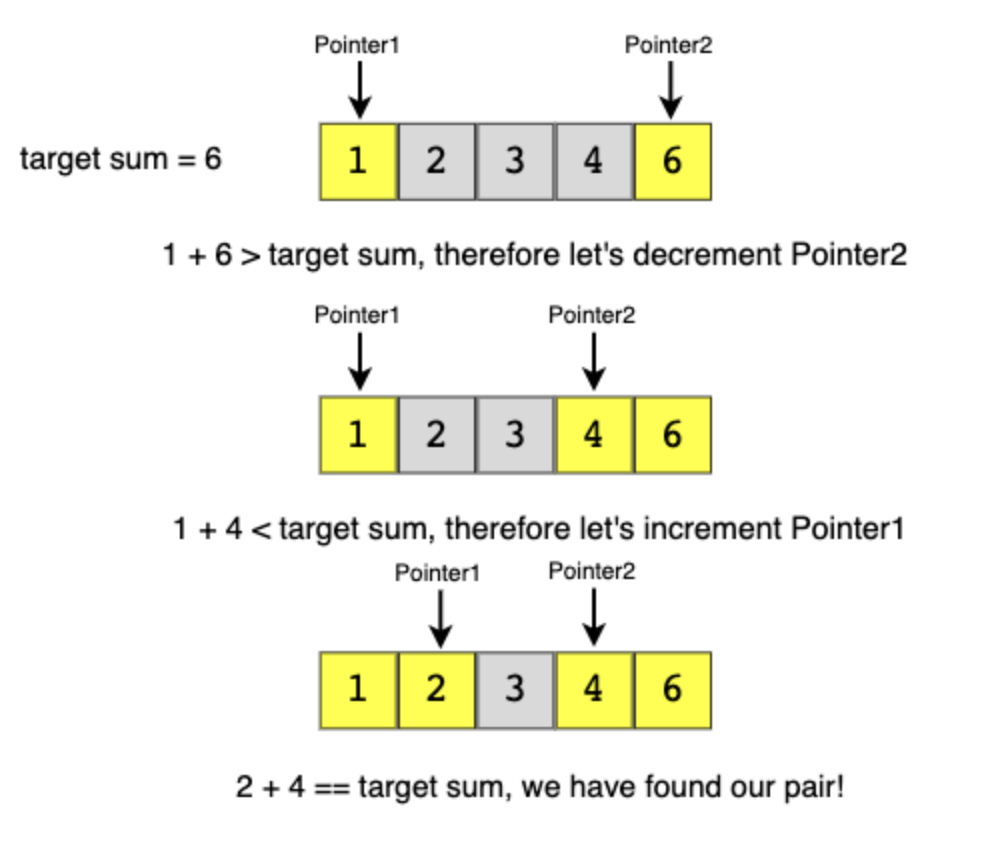 Pointer1 Pointer2
target sum = 6 1 2 3 4 6
1 + 6 > target sum, therefore let's decrement Pointer2
Pointer1 Pointer2
1 2 3 4 6
1 + 4 < target sum, therefore let's increment Pointer1
Pointer1 Pointer2
1 2 3 4 6
2 + 4 == target sum, we have found our pair!